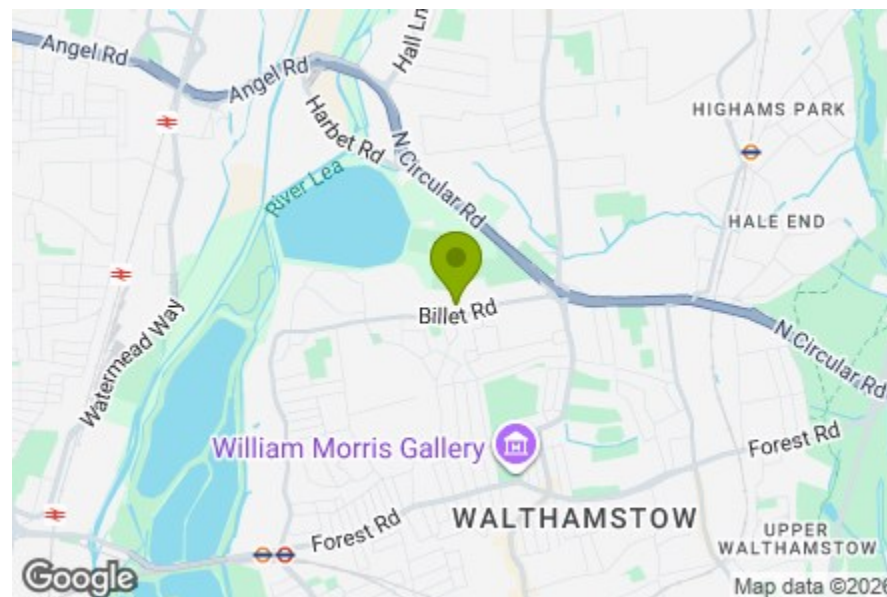 Angel Rd
Angel Rd
Hall Ln
Harbet Rd
HIGHAMS PARK
River Lea
N Circular Rd
HALE END
Billet Rd
Watermead Way
N Circular Rd
William Morris Gallery
Forest Rd
WALTHAMSTOW
Forest Rd
UPPER
WALTHAMSTOW
Google
Map data ©2026